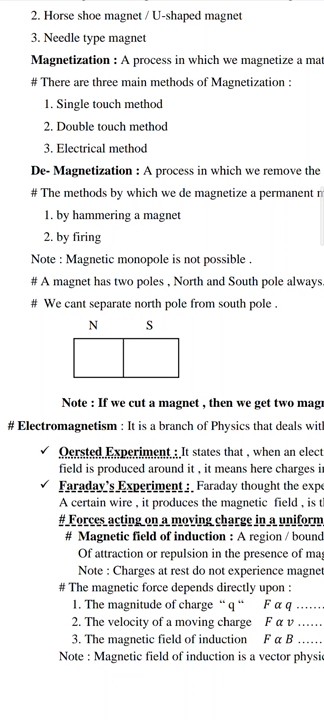 2. Horse shoe magnet / U-shaped magnet
3. Needle type magnet
Magnetization : A process in which we magnetize a mat
# There are three main methods of Magnetization :
1. Single touch method
2. Double touch method
3. Electrical method
De- Magnetization : A process in which we remove the
# The methods by which we de magnetize a permanent
1. by hammering a magnet
2. by firing
Note : Magnetic monopole is not possible .
# A magnet has two poles , North and South pole always.
# We cant separate north pole from south pole .
N S
Note : If we cut a magnet , then we get two magn
# Electromagnetism : It is a branch of Physics that deals wit
✓ Oersted Experiment : It states that , when an elect
field is produced around it , it means here charges i
✓ Faraday's Experiment : Faraday thought the expe
A certain wire , it produces the magnetic field , is t
# Forces acting on a moving charge in a uniform
# Magnetic field of induction : A region / bound
Of attraction or repulsion in the presence of mag
Note : Charges at rest do not experience magnet
# The magnetic force depends directly upon :
1. The magnitude of charge “ q “ F α q .......
2. The velocity of a moving charge F α v ......
3. The magnetic field of induction F α B ......
Note : Magnetic field of induction is a vector physic